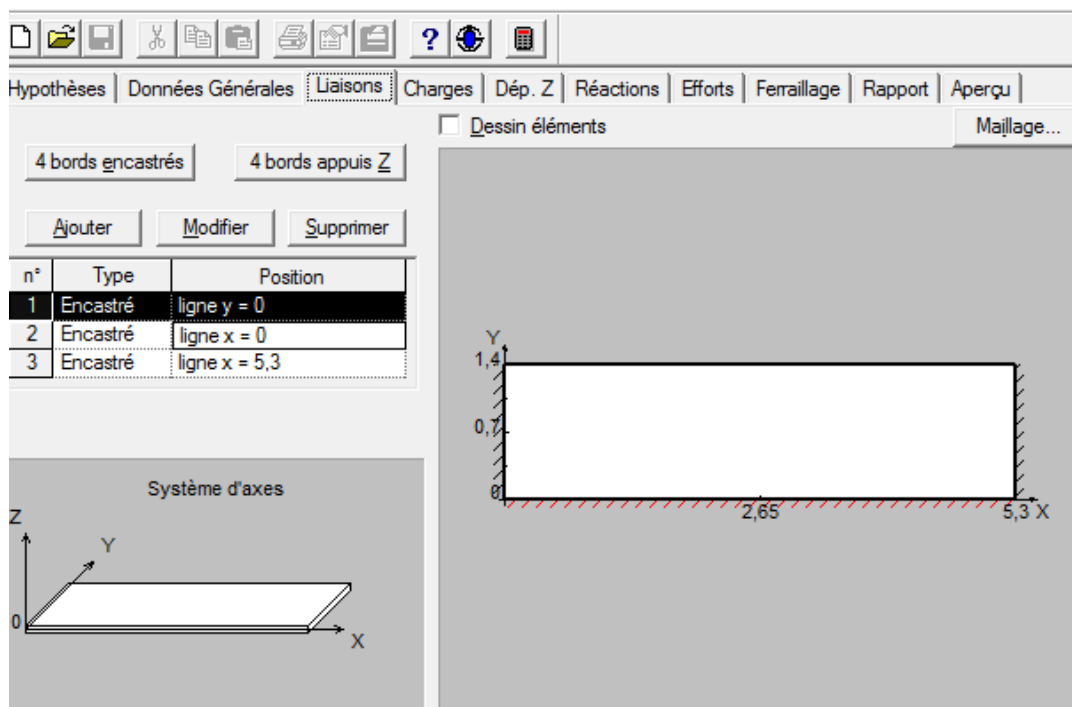 ?
Hypothèses Données Générales Liaisons Charges Dép. Z Réactions Efforts Ferraillage Rapport Aperçu
Dessin éléments Maillage...
4 bords encastrés 4 bords appuis Z
Ajouter Modifier Supprimer
n° Type Position
1 Encastré ligne y = 0
2 Encastré ligne x = 0
3 Encastré ligne x = 5,3
Y
1,4
0,7
0
2,65
5,3 X
Système d'axes
Z
Y
0
X